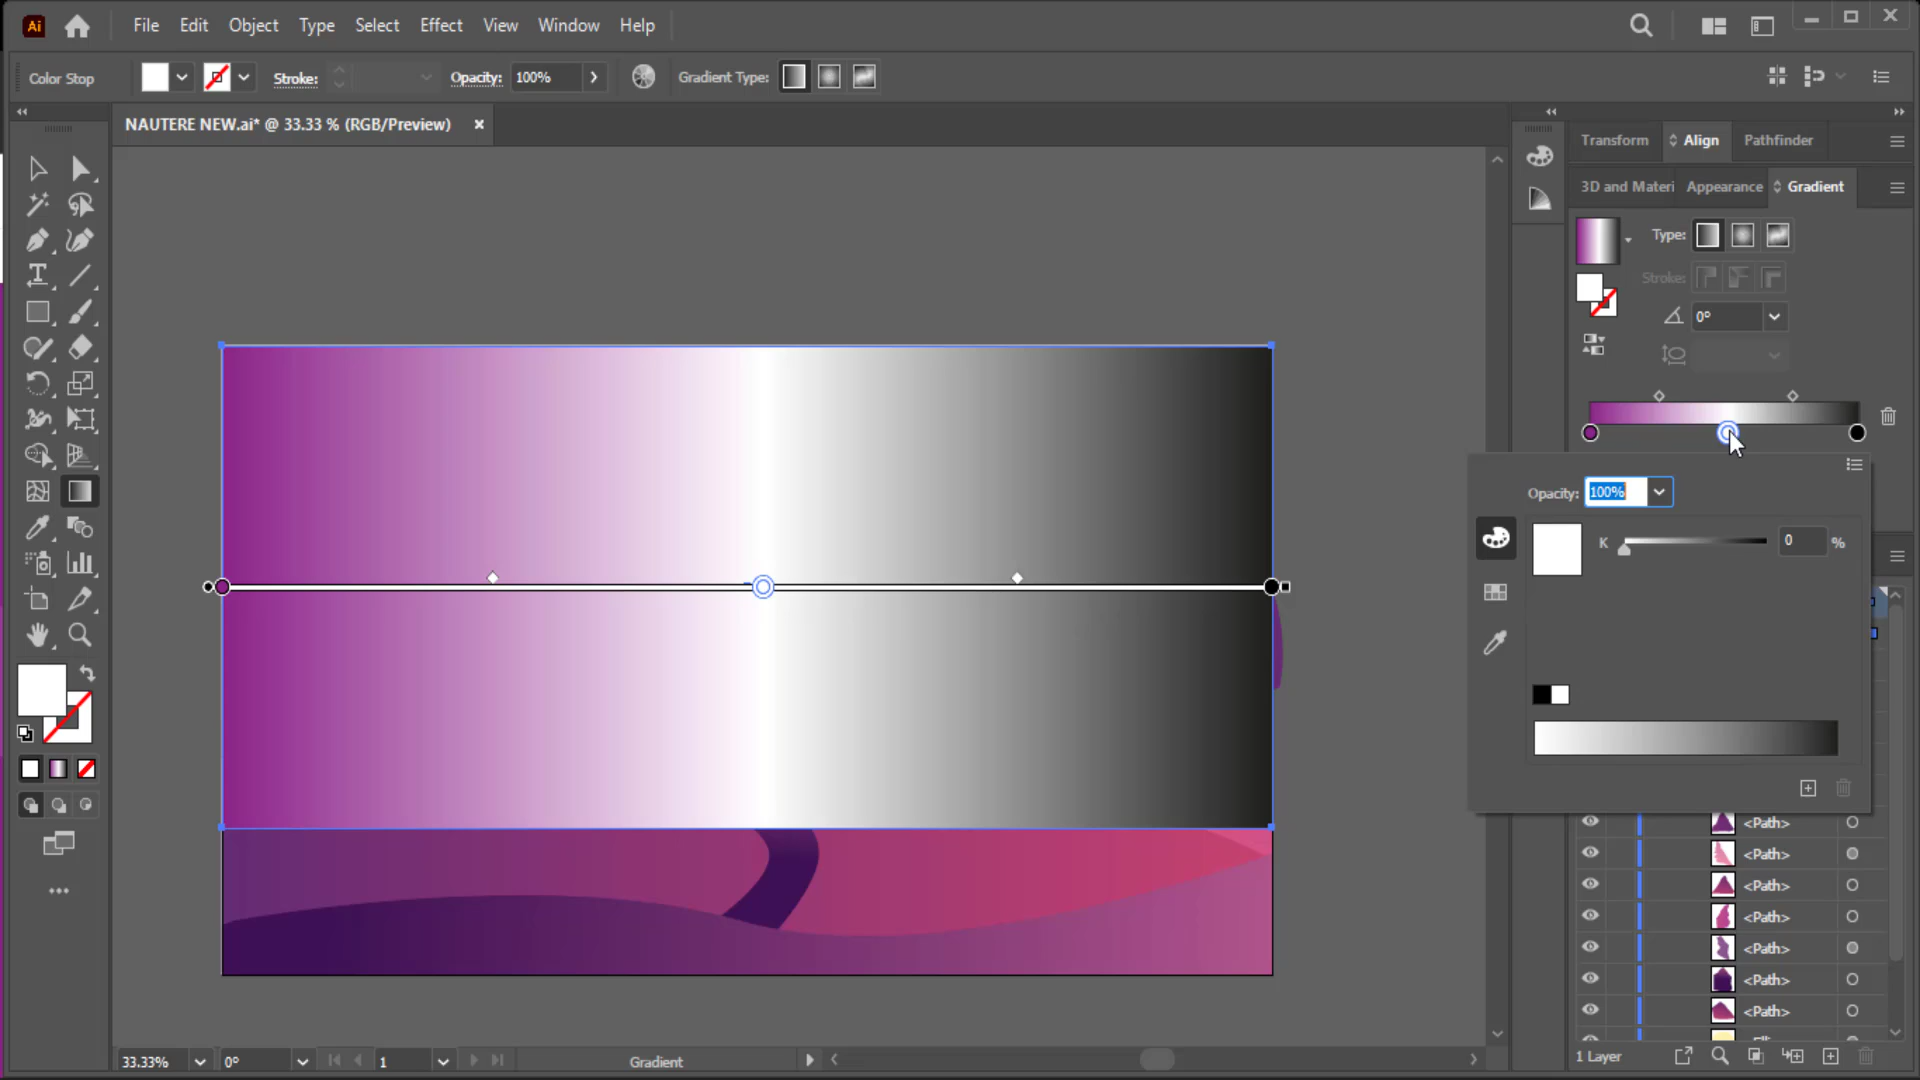 Ai File Edit Object Type Select Effect View Window Help
Color Stop Stroke: Opacity: 100% Gradient Type:
NAUTERE NEW.ai* @ 33.33 % (RGB/Preview)
Transform Align Pathfinder
3D and Materi Appearance Gradient
Type:
Stroke:
0°
Opacity: 100%
K 0 %
<Path>
<Path>
<Path>
<Path>
<Path>
<Path>
<Path>
1 Layer
33.33% 0° 1 Gradient